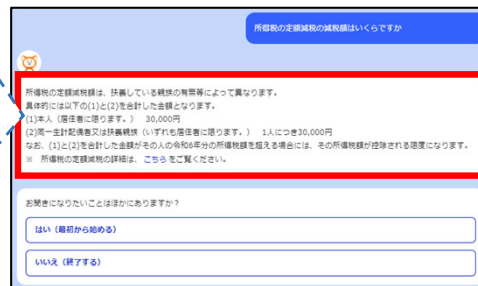 所得税の定額減税の減税額はいくらですか
所得税の定額減税額は、扶養している親族の有無等によって異なります。
具体的には以下の(1)と(2)を合計した金額となります。
(1)本人（居住者に限ります。） 30,000円
(2)同一生計配偶者又は扶養親族（いずれも居住者に限ります。） 1人につき30,000円
なお、(1)と(2)を合計した金額がその人の令和6年分の所得税額を超える場合には、その所得税額が控除される限度になります。
※ 所得税の定額減税の詳細は、こちらをご覧ください。
お聞きになりたいことはほかにありますか？
はい（最初から始める）
いいえ（終了する）